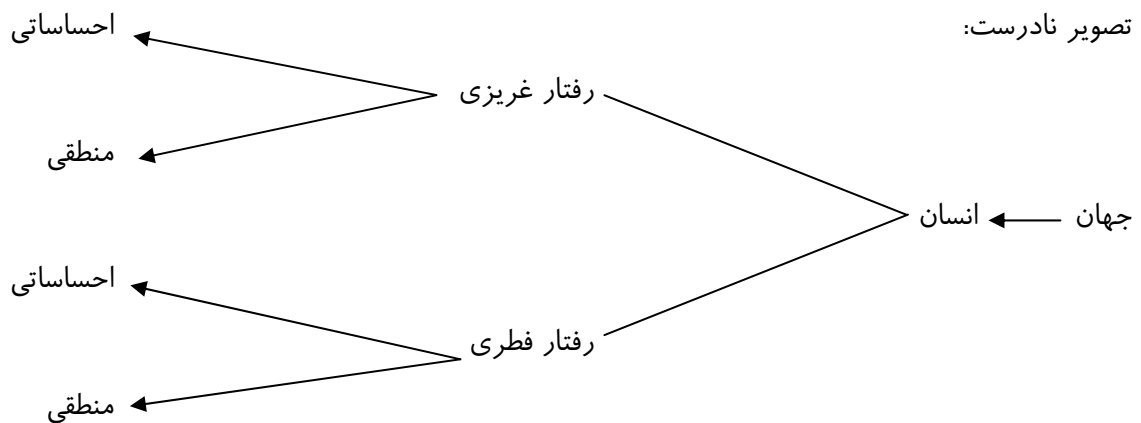 تصویر نادرست:
احساساتی
رفتار غریزی
منطقی
جهان
انسان
احساساتی
رفتار فطری
منطقی